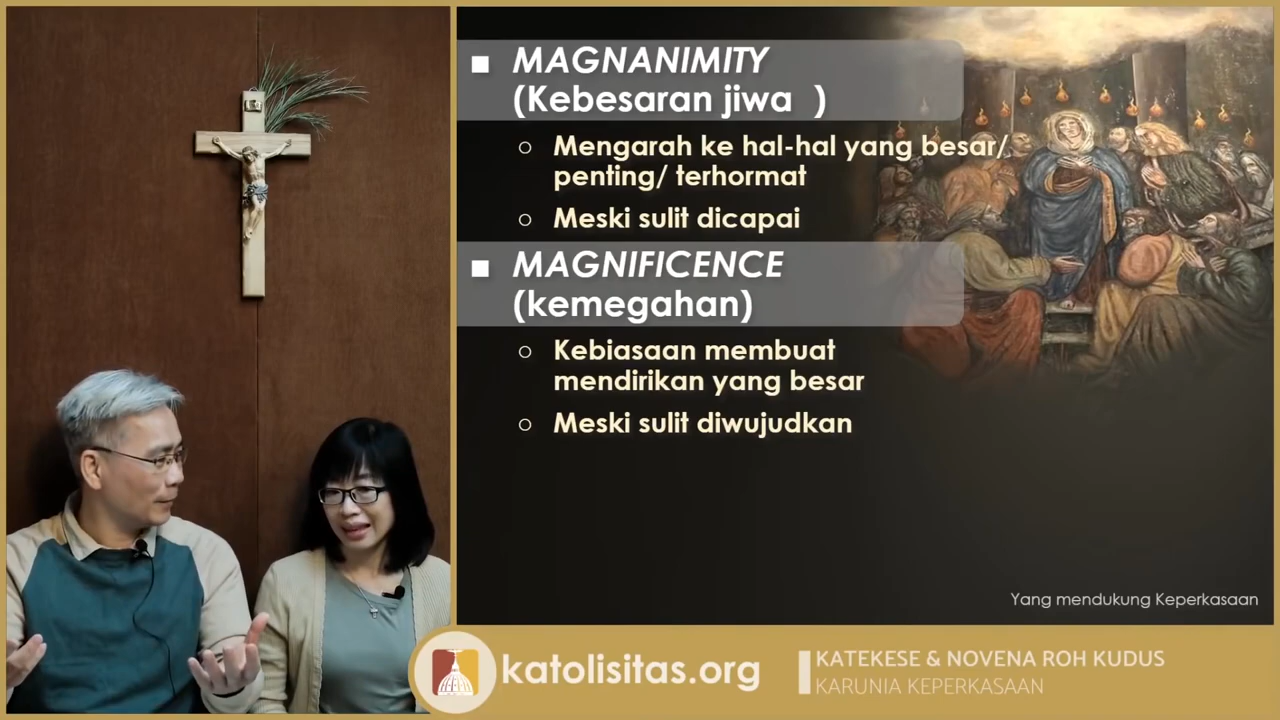 MAGNANIMITY
(Kebesaran jiwa )
Mengarah ke hal-hal yang besar/
penting/ terhormat
Meski sulit dicapai
MAGNIFICENCE
(kemegahan)
Kebiasaan membuat
mendirikan yang besar
Meski sulit diwujudkan
Yang mendukung Keperkasaan
katolisitas.org
KATEKESE & NOVENA ROH KUDUS
KARUNIA KEPERKASAAN